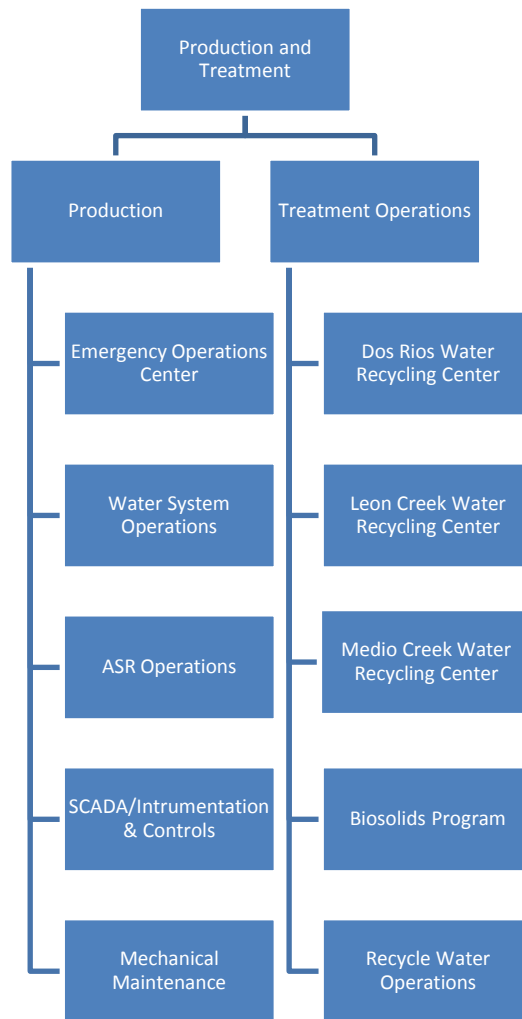 Production and
Treatment
Production
Treatment Operations
Emergency Operations
Center
Water System
Operations
ASR Operations
SCADA/Intrumentation
& Controls
Mechanical
Maintenance
Dos Rios Water
Recycling Center
Leon Creek Water
Recycling Center
Medio Creek Water
Recycling Center
Biosolids Program
Recycle Water
Operations